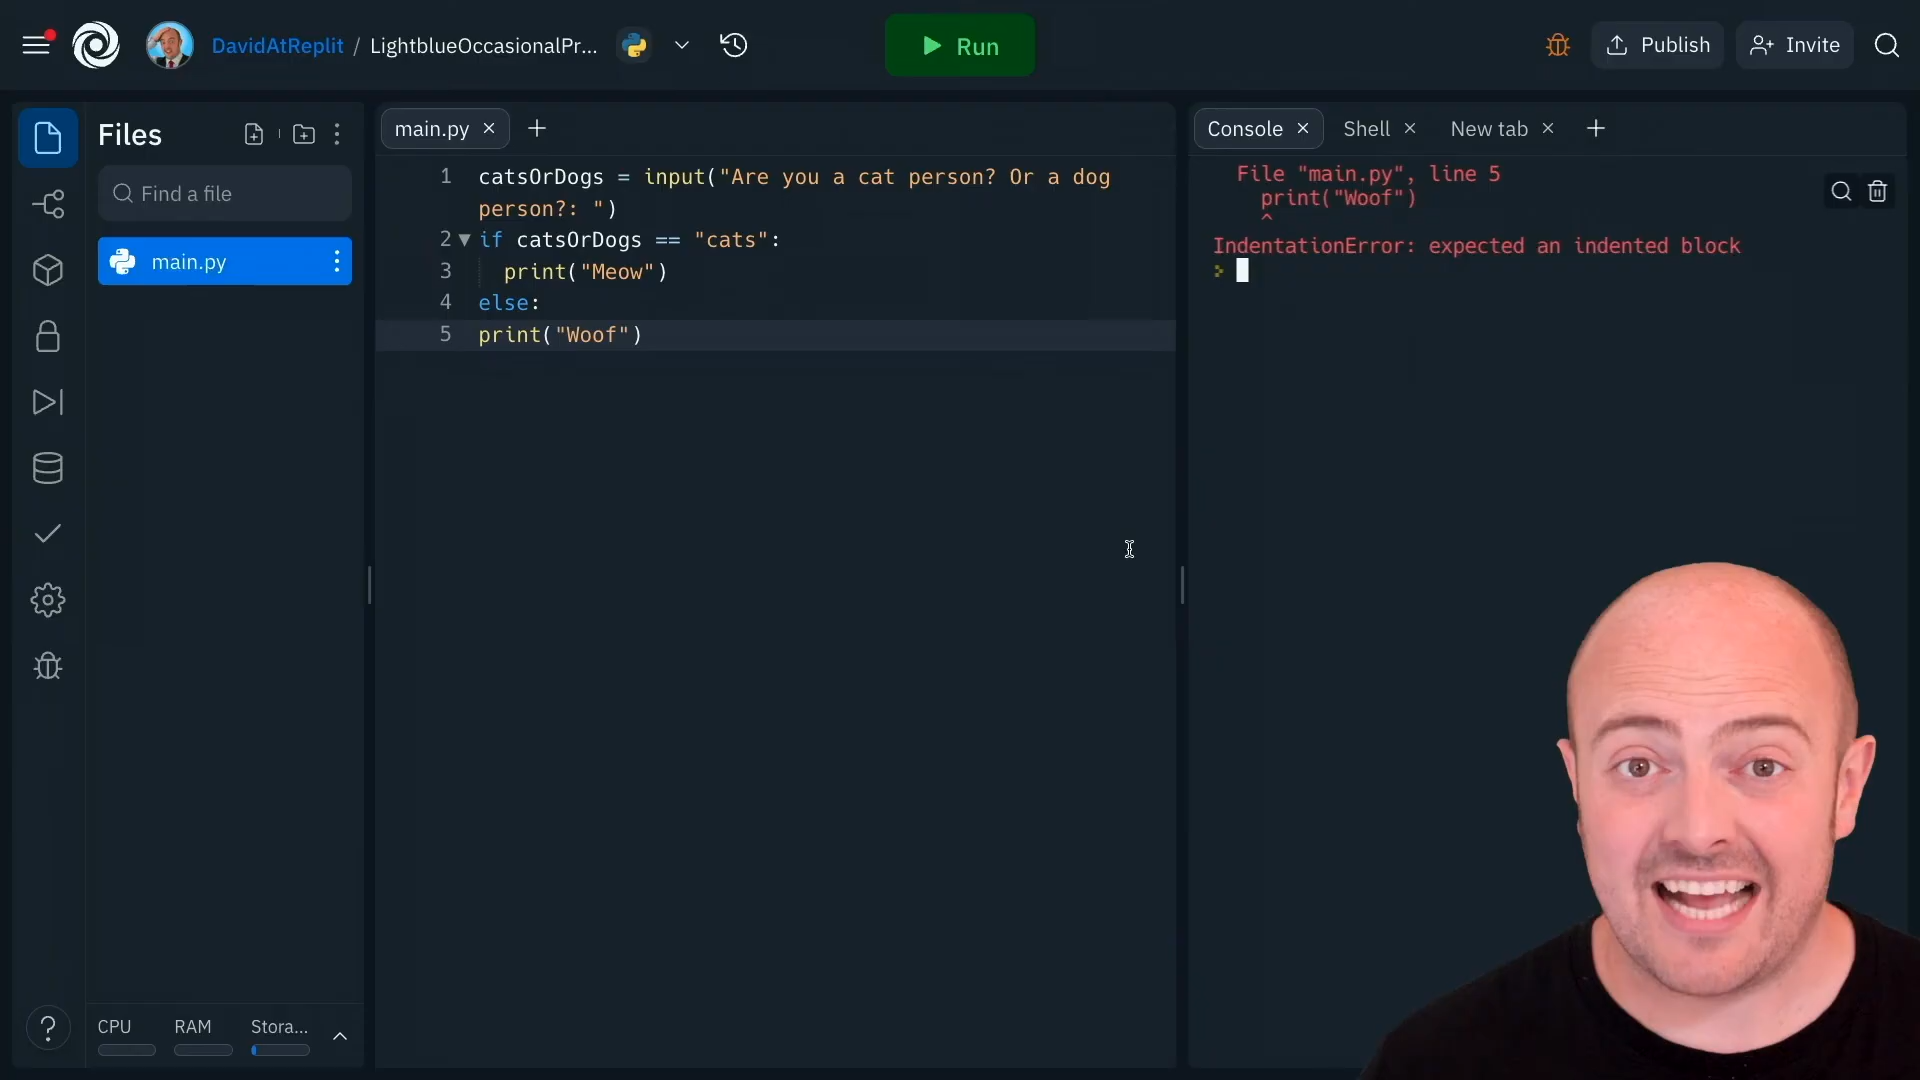 DavidAtReplit / LightblueOccasionalPr...
Run
Publish
Invite
Files
Find a file
main.py
CPU
RAM
Stora...
?
main.py
1 catsOrDogs = input("Are you a cat person? Or a dog
person?: ")
2 if catsOrDogs == "cats":
3 print("Meow")
4 else:
5 print("Woof")
Console
Shell
New tab
File "main.py", line 5
print("Woof")
^
IndentationError: expected an indented block